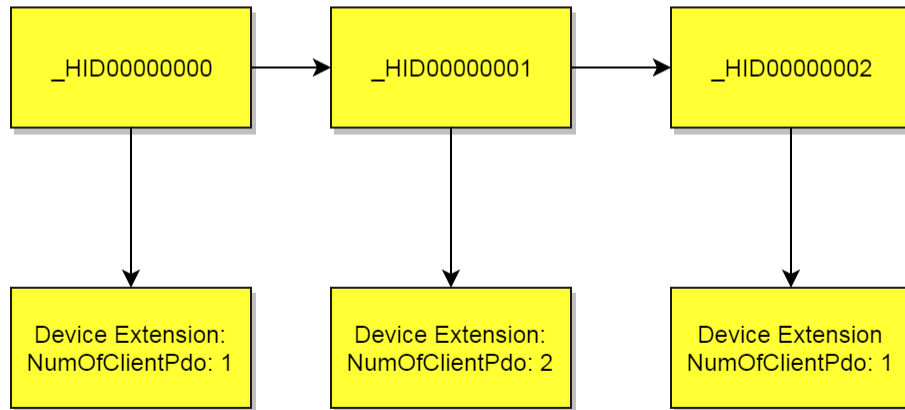 _HID00000000
_HID00000001
_HID00000002
Device Extension:
NumOfClientPdo: 1
Device Extension:
NumOfClientPdo: 2
Device Extension
NumOfClientPdo: 1